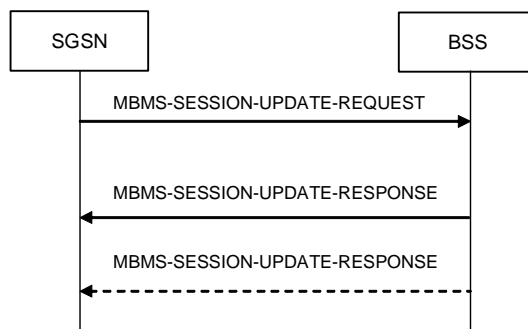 SGSN
BSS
MBMS-SESSION-UPDATE-REQUEST
MBMS-SESSION-UPDATE-RESPONSE
MBMS-SESSION-UPDATE-RESPONSE